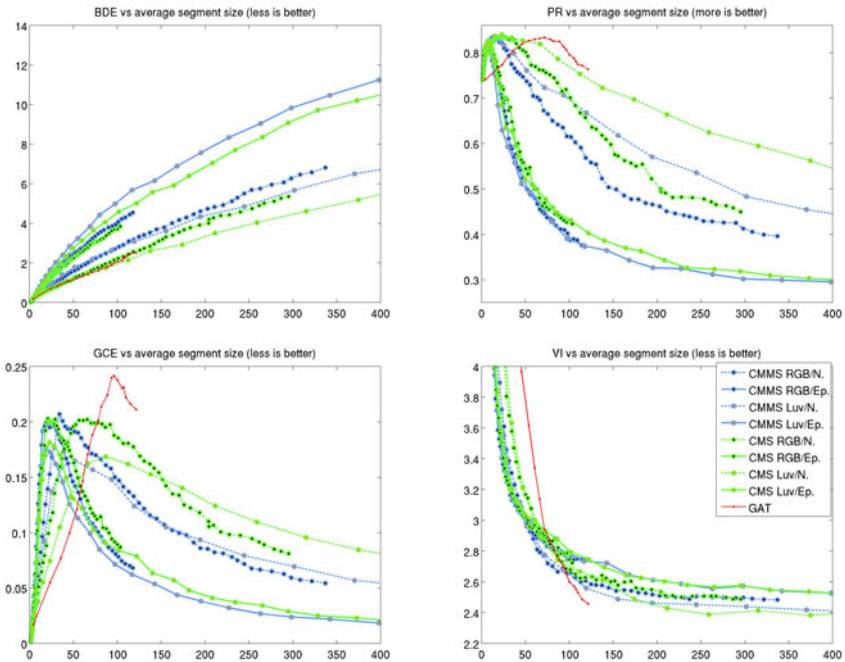 BDE vs average segment size (less is better)
14
12
10
8
6
4
2
0
0 50 100 150 200 250 300 350 400
PR vs average segment size (more is better)
0.8
0.7
0.6
0.5
0.4
0.3
0 50 100 150 200 250 300 350 400
GCE vs average segment size (less is better)
0.25
0.2
0.15
0.1
0.05
0
0 50 100 150 200 250 300 350 400
VI vs average segment size (less is better)
4
3.8
3.6
3.4
3.2
3
2.8
2.6
2.4
2.2
0 50 100 150 200 250 300 350 400
CMMS RGB/N.
CMMS RGB/Ep.
CMMS Luv/N.
CMMS Luv/Ep.
CMS RGB/N.
CMS RGB/Ep.
CMS Luv/N.
CMS Luv/Ep.
GAT